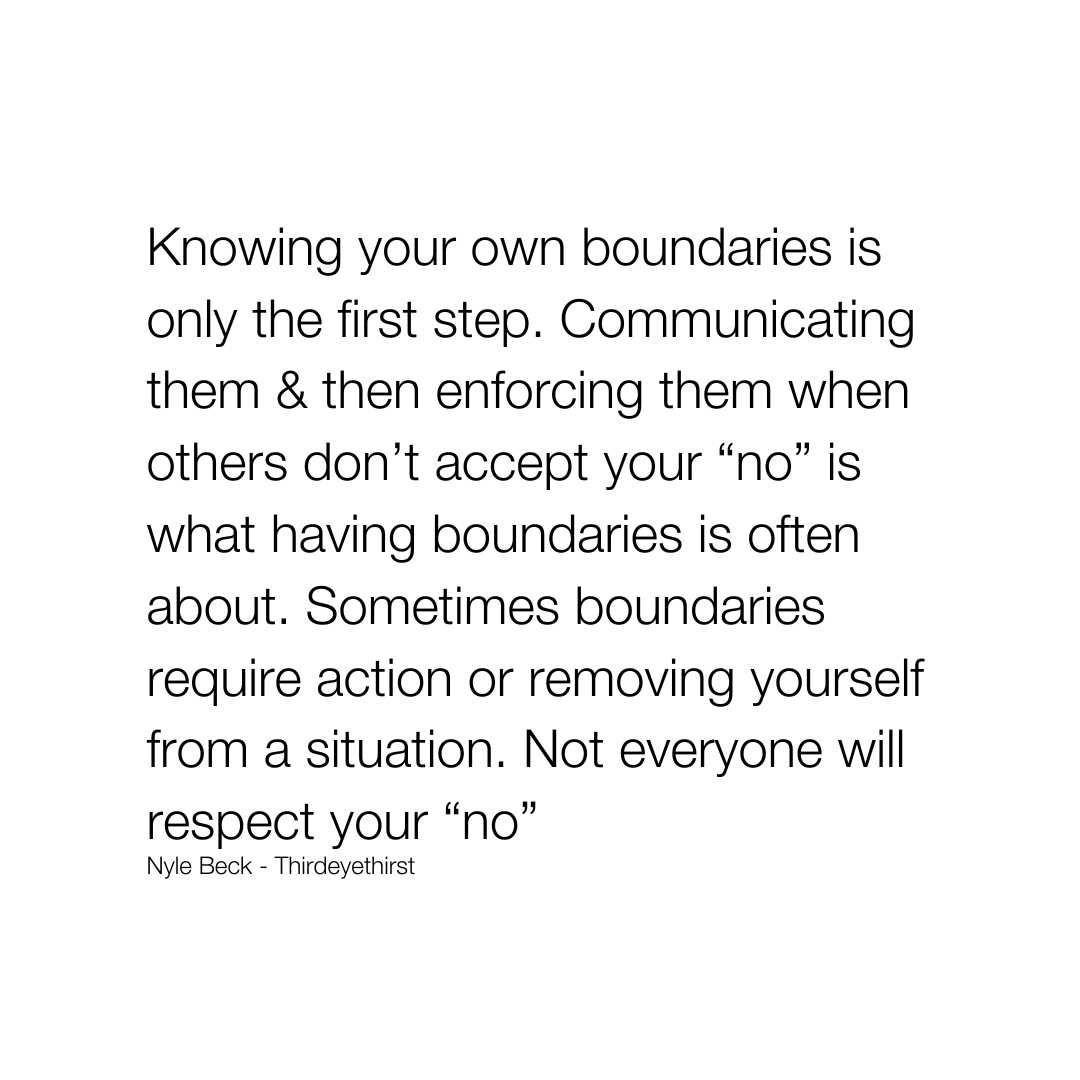 Knowing your own boundaries is
only the first step. Communicating
them & then enforcing them when
others don’t accept your “no” is
what having boundaries is often
about. Sometimes boundaries
require action or removing yourself
from a situation. Not everyone will
respect your “no”
Nyle Beck - Thirdeyethirst